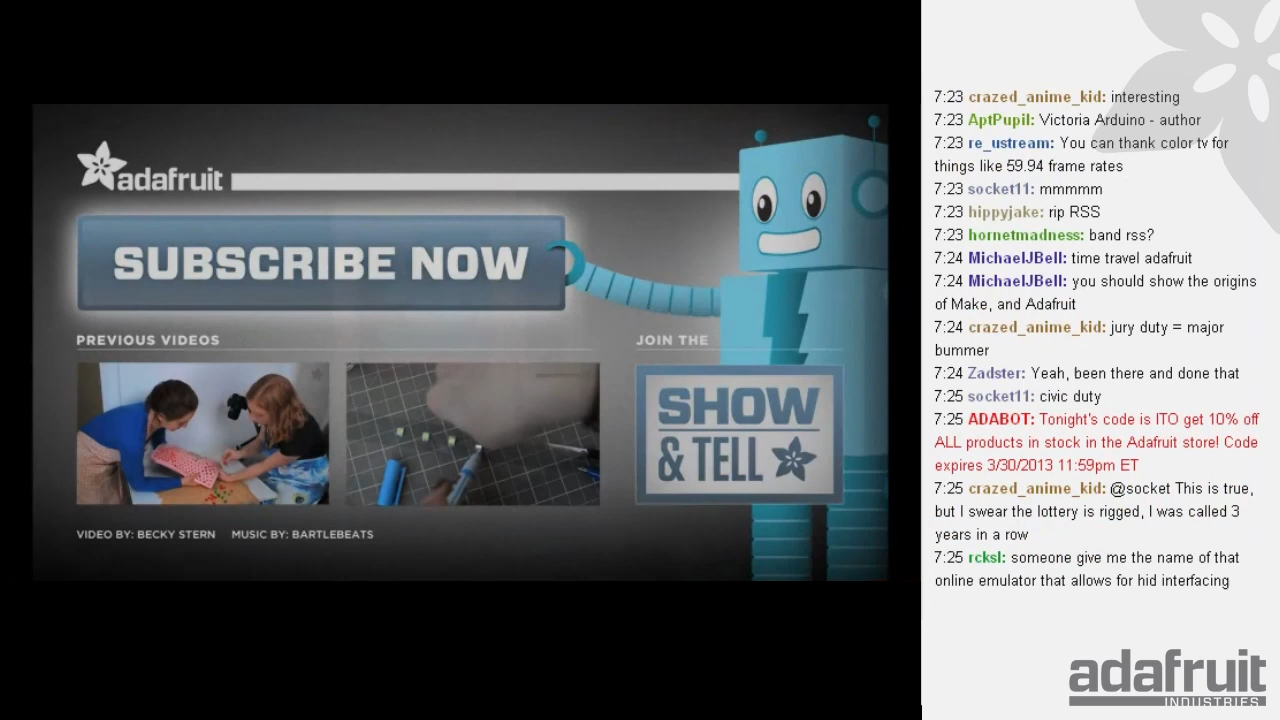 adafruit
SUBSCRIBE NOW
PREVIOUS VIDEOS
JOIN THE
SHOW
& TELL
VIDEO BY: BECKY STERN MUSIC BY: BARTLEBEATS
7:23 crazed_anime_kid: interesting
7:23 AptPupil: Victoria Arduino - author
7:23 re_ustream: You can thank color tv for
things like 59.94 frame rates
7:23 socket11: mmmmm
7:23 hippyjake: rip RSS
7:23 hornetmadness: band rss?
7:24 MichaelJBell: time travel adafruit
7:24 MichaelJBell: you should show the origins
of Make, and Adafruit
7:24 crazed_anime_kid: jury duty = major
bummer
7:24 Zadster: Yeah, been there and done that
7:25 socket11: civic duty
7:25 ADABOT: Tonight's code is ITO get 10% off
ALL products in stock in the Adafruit store! Code
expires 3/30/2013 11:59pm ET
7:25 crazed_anime_kid: @socket This is true,
but I swear the lottery is rigged, I was called 3
years in a row
7:25 rcksl: someone give me the name of that
online emulator that allows for hid interfacing
adafruit
INDUSTRIES